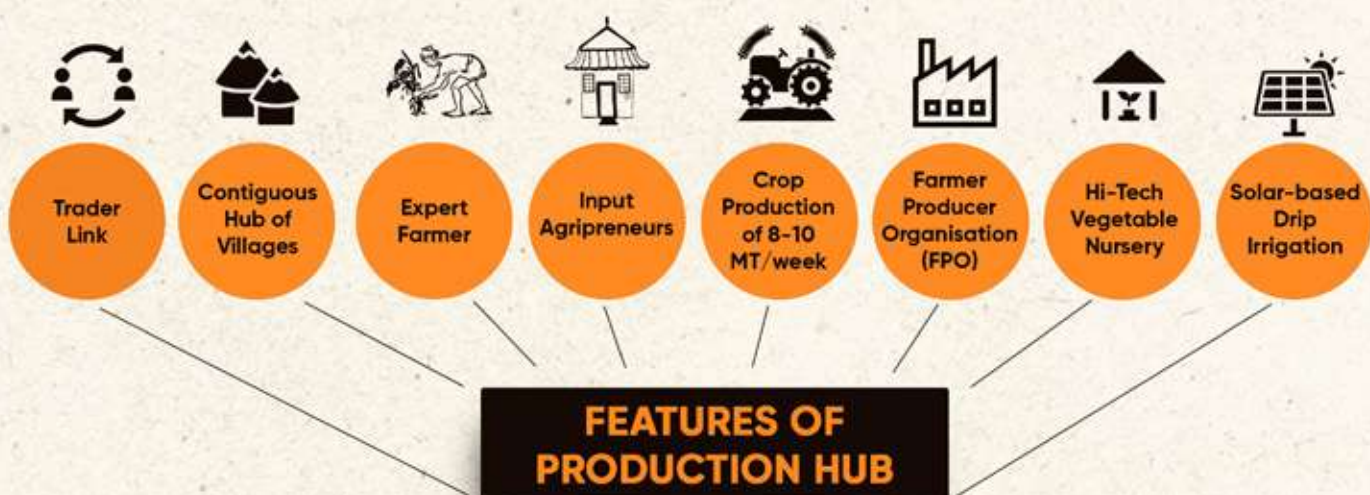 Trader
Link
Contiguous
Hub of
Villages
Expert
Farmer
Input
Agripreneurs
Crop
Production
of 8-10
MT/week
Farmer
Producer
Organisation
(FPO)
Hi-Tech
Vegetable
Nursery
Solar-based
Drip
Irrigation
FEATURES OF
PRODUCTION HUB